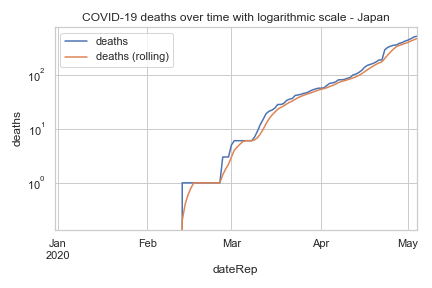 COVID-19 deaths over time with logarithmic scale - Japan
deaths
deaths (rolling)
deaths
10²
10¹
10⁰
Jan Feb Mar Apr May
2020
dateRep